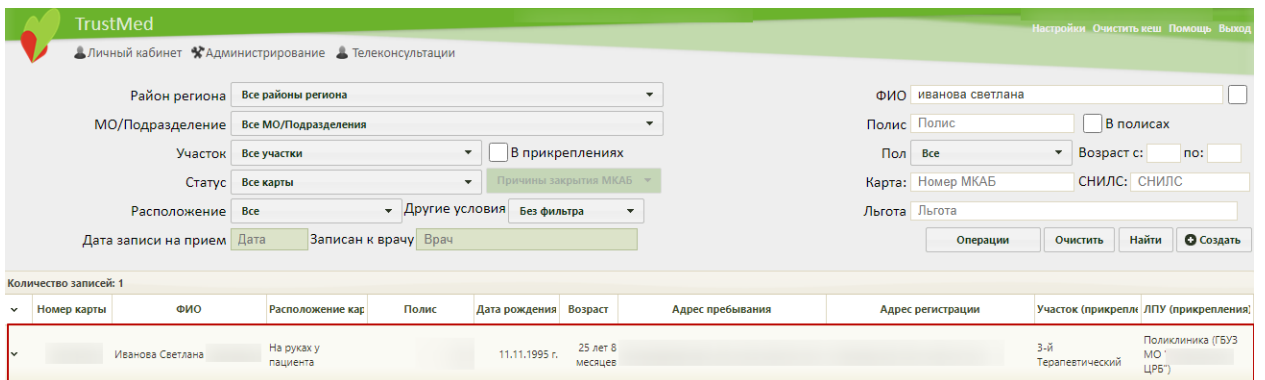 TrustMed
Настройки Очистить кеш Помощь Выход
Личный кабинет Администрирование Телеконсультации
Район региона Все районы региона ФИО иванова светлана
МО/Подразделение Все МО/Подразделения Полис Полис В полисах
Участок Все участки В прикреплениях Пол Все Возраст с: по:
Статус Все карты Причины закрытия МКАБ Карта: Номер МКАБ СНИЛС: СНИЛС
Расположение Все Другие условия Без фильтра Льгота Льгота
Дата записи на прием Дата Записан к врачу Врач Операции Очистить Найти Создать
Количество записей: 1
Номер карты ФИО Расположение кар Полис Дата рождения Возраст Адрес пребывания Адрес регистрации Участок (прикрепле ЛПУ (прикрепления)
Иванова Светлана На руках у пациента 11.11.1995 г. 25 лет 8 месяцев 3-й Терапевтический Поликлиника (ГБУЗ МО " ЦРБ")